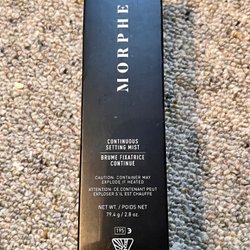 MORPHE
CONTINUOUS
SETTING MIST
BRUME FIXATRICE
CONTINUE
CAUTION: CONTAINER MAY
EXPLODE IF HEATED
ATTENTION: CE CONTENANT PEUT
EXPLOSER S'IL EST CHAUFFÉ
NET WT. / POIDS NET
79.4 g / 2.8 oz.
195